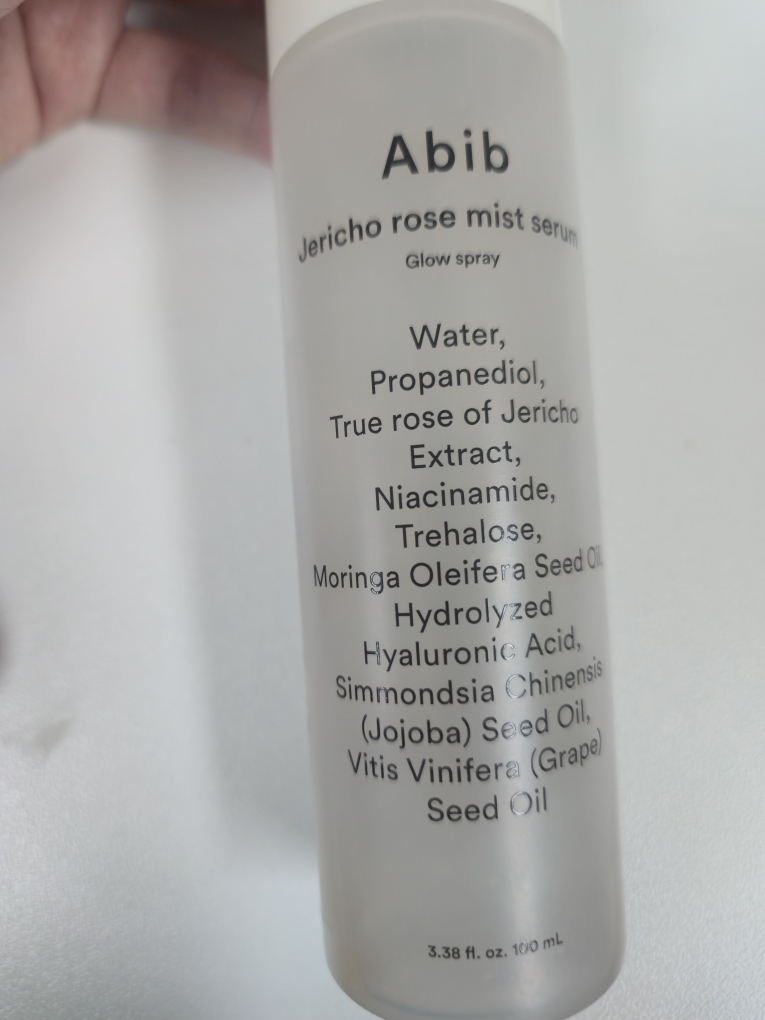 Abib
Jericho rose mist serum
Glow spray
Water,
Propanediol,
True rose of Jericho
Extract,
Niacinamide,
Trehalose,
Moringa Oleifera Seed Oil,
Hydrolyzed
Hyaluronic Acid,
Simmondsia Chinensis
(Jojoba) Seed Oil,
Vitis Vinifera (Grape)
Seed Oil
3.38 fl. oz. 100 mL